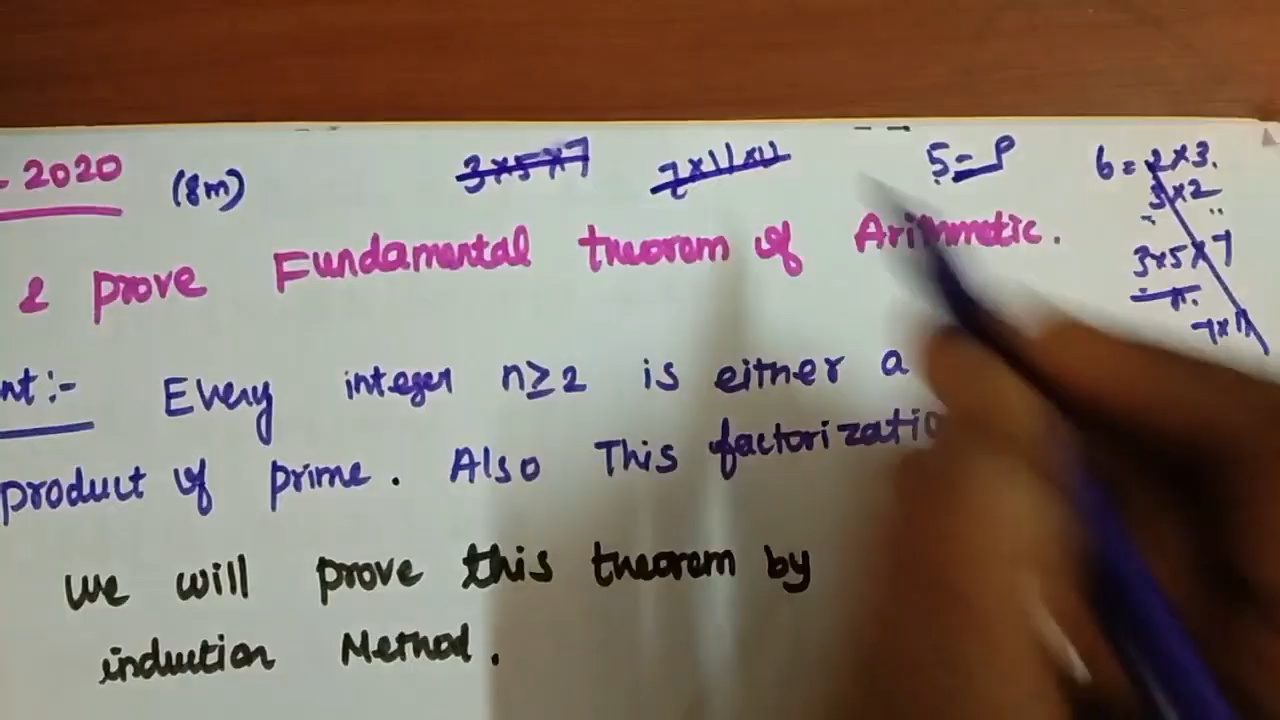 - 2020 (8m) 3×5×7 7×11×11 5-P 6=2×3.
3×2
& prove Fundamental theorem of Arithmetic.
3×5×7
7×11
nt:- Every integer n≥2 is either a
product of prime. Also This factorizatio
We will prove this theorem by
induction Method.